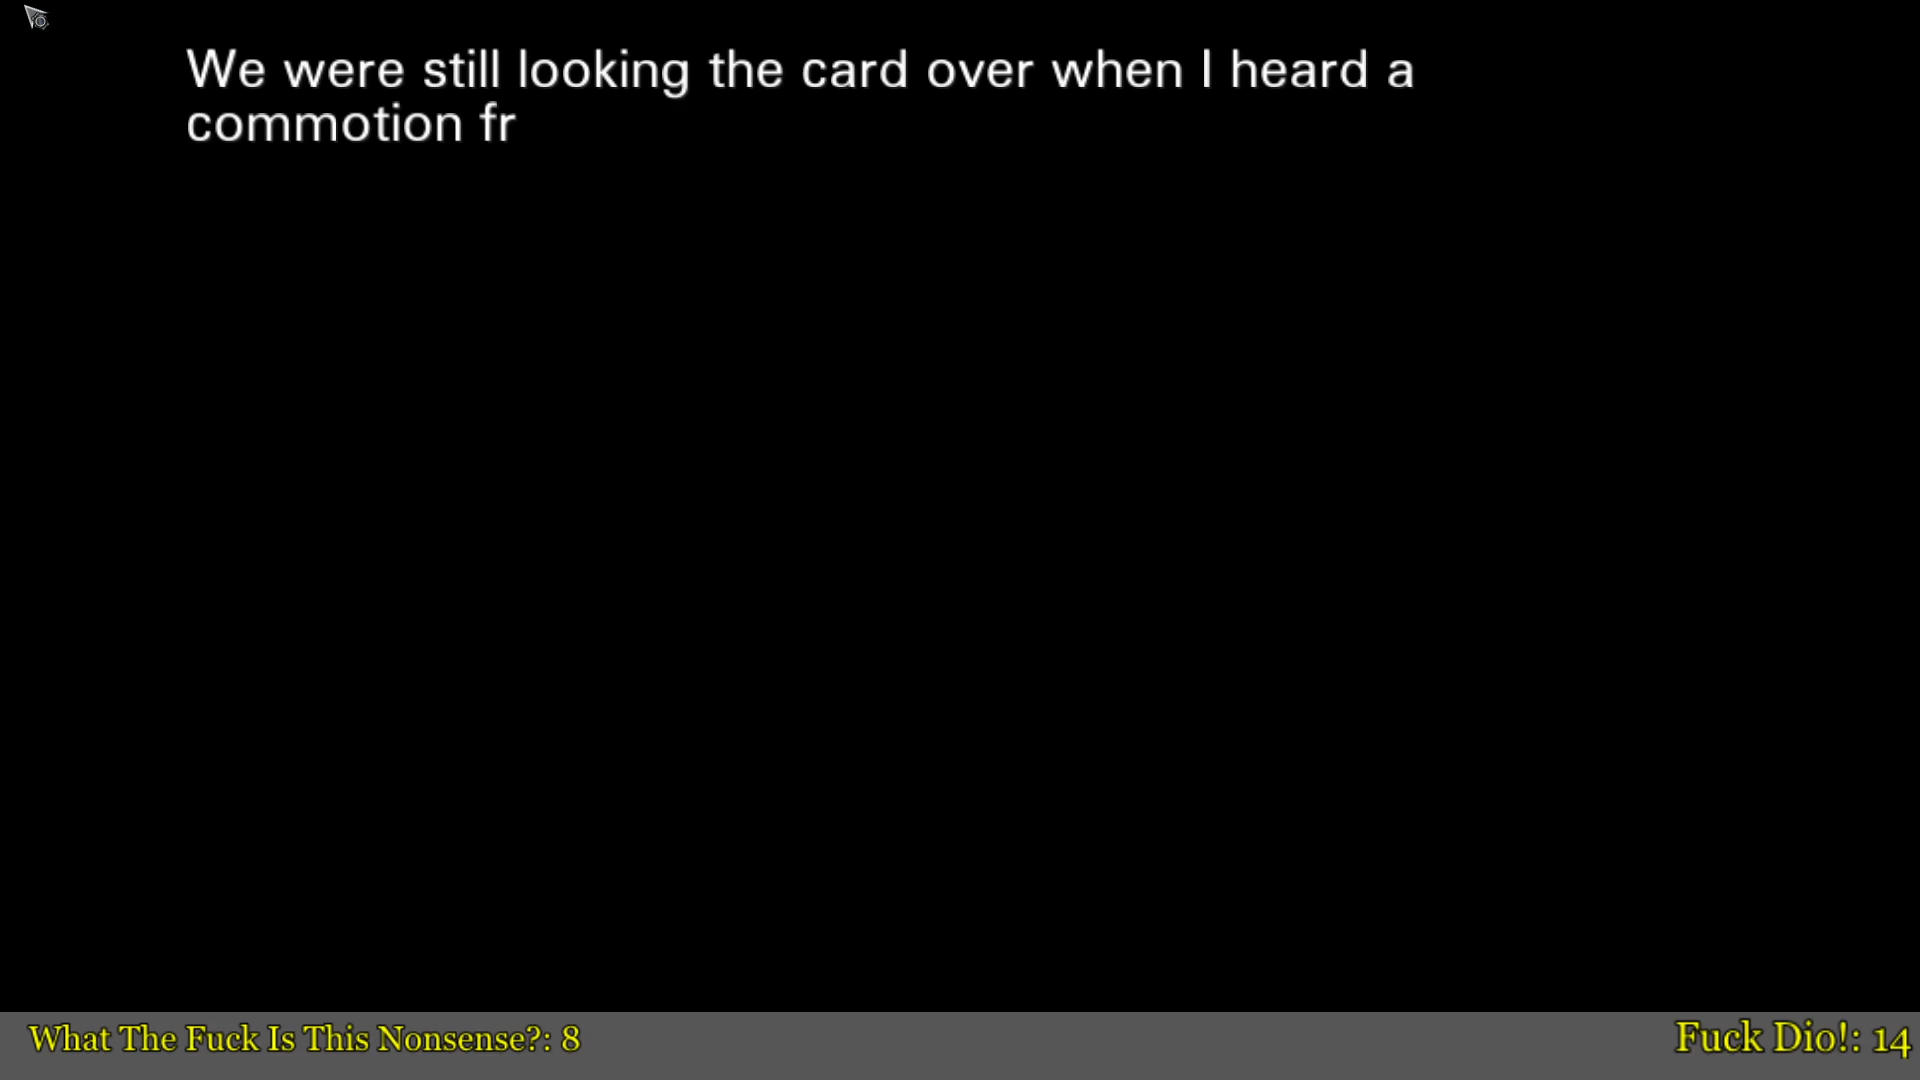 We were still looking the card over when I heard a
commotion fr
What The Fuck Is This Nonsense?: 8
Fuck Dio!: 14